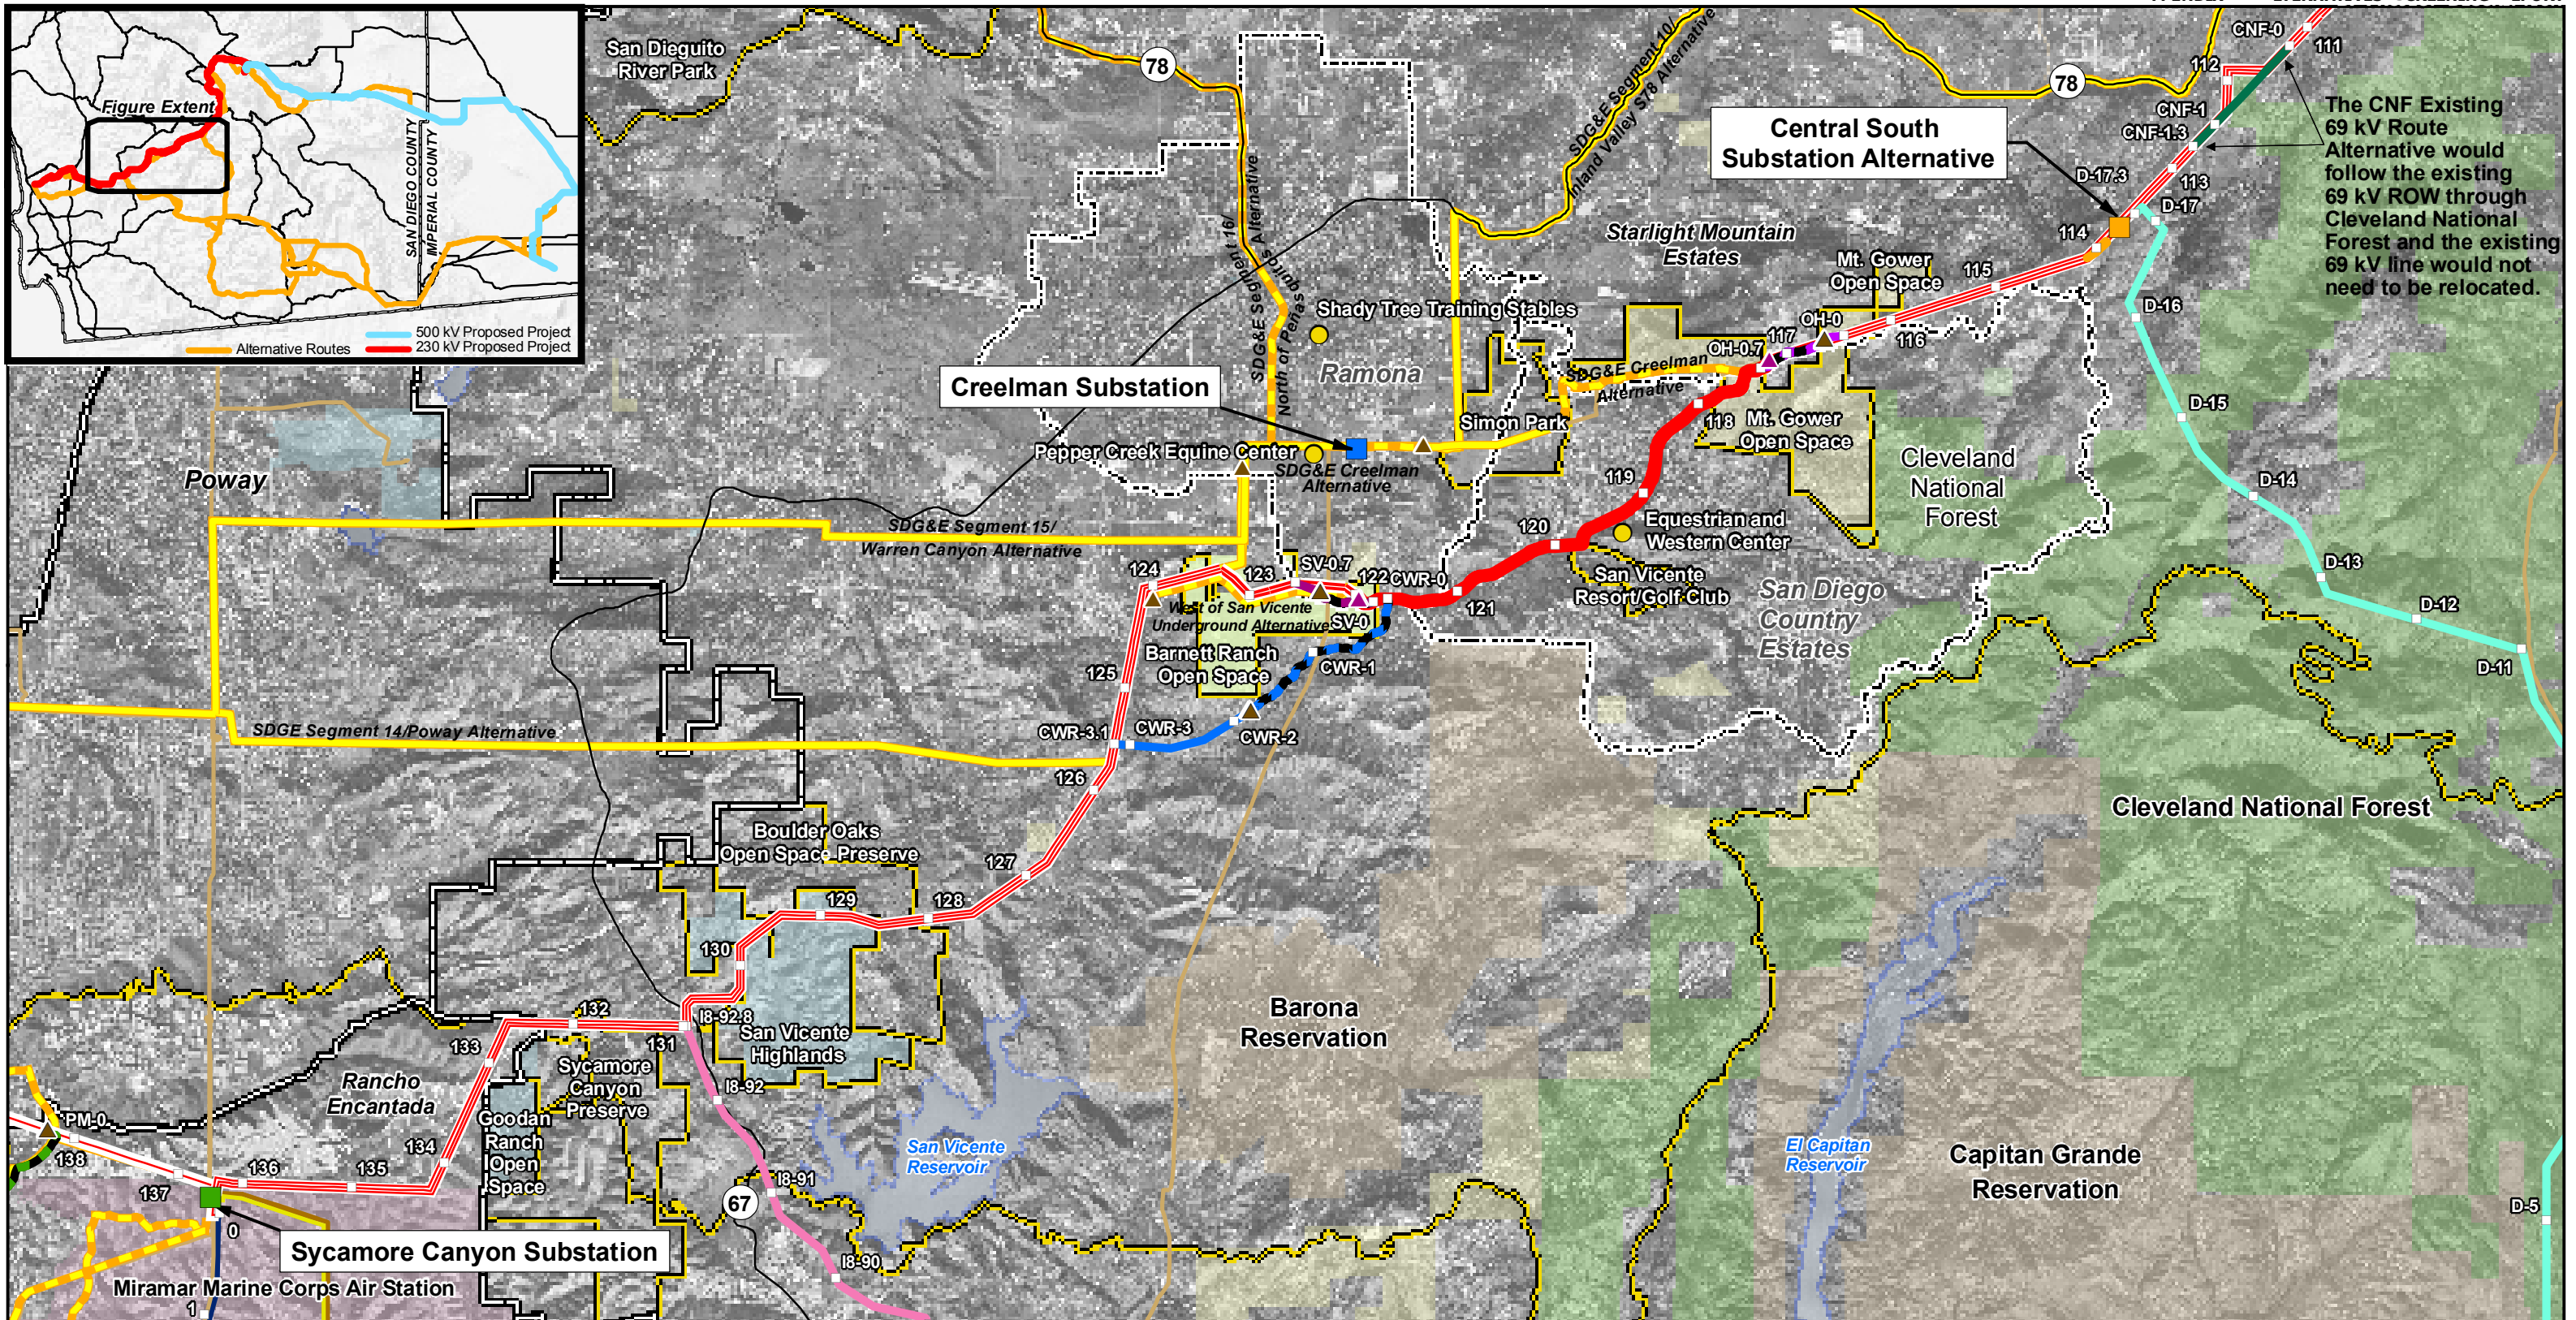 Figure Extent
SAN DIEGO COUNTY
IMPERIAL COUNTY
Alternative Routes
500 kV Proposed Project
230 kV Proposed Project
San Dieguito
River Park
78
SDG&E Segment 10/
Inland Valley S78 Alternative
78
CNF-0
111
112
CNF-1
CNF-1.3
The CNF Existing
69 kV Route
Alternative would
follow the existing
69 kV ROW through
Cleveland National
Forest and the existing
69 kV line would not
need to be relocated.
Central South
Substation Alternative
D-17.3
113
D-17
114
Starlight Mountain
Estates
Mt. Gower
Open Space
115
D-16
SDG&E Segment 16/
North of Peñasquitos Alternative
Shady Tree Training Stables
OH-0
117
116
OH-0.7
Ramona
SDG&E Creelman
Alternative
Creelman Substation
Simon Park
118
Mt. Gower
Open Space
D-15
Pepper Creek Equine Center
SDG&E Creelman
Alternative
Cleveland
National
Forest
Poway
119
D-14
120
Equestrian and
Western Center
SDG&E Segment 15/
Warren Canyon Alternative
124
123
SV-0.7
122
CWR-0
San Vicente
Resort/Golf Club
D-13
121
West of San Vicente
Underground Alternative
SV-0
San Diego
Country
Estates
D-12
Barnett Ranch
Open Space
CWR-1
D-11
125
SDGE Segment 14/Poway Alternative
CWR-3.1
CWR-3
CWR-2
126
Cleveland National Forest
Boulder Oaks
Open Space Preserve
127
129
128
130
Barona
Reservation
132
I8-92.8
131
San Vicente
Highlands
133
Rancho
Encantada
Sycamore
Canyon
Preserve
I8-92
Goodan
Ranch
Open
Space
PM-0
138
134
San Vicente
Reservoir
El Capitan
Reservoir
Capitan Grande
Reservation
136
135
137
I8-91
67
D-5
0
Sycamore Canyon Substation
I8-90
Miramar Marine Corps Air Station
1